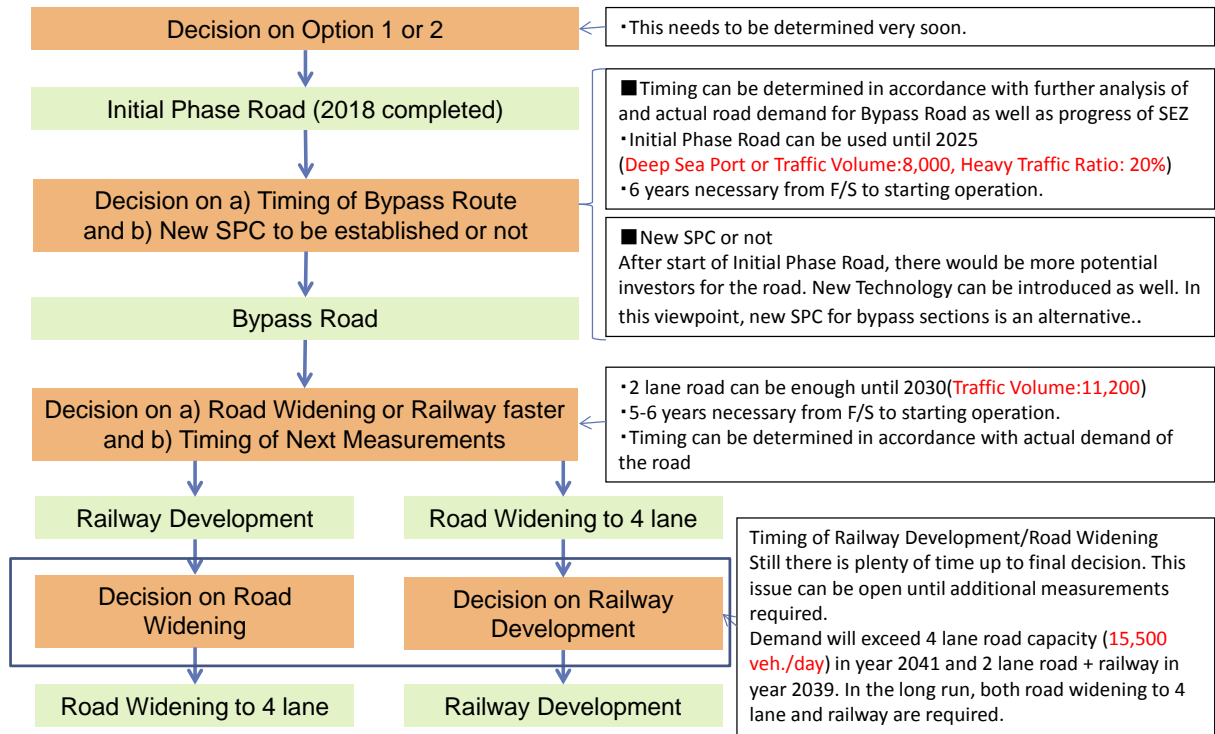 Decision on Option 1 or 2
・This needs to be determined very soon.
Initial Phase Road (2018 completed)
■Timing can be determined in accordance with further analysis of
and actual road demand for Bypass Road as well as progress of SEZ
・Initial Phase Road can be used until 2025
(Deep Sea Port or Traffic Volume:8,000, Heavy Traffic Ratio: 20%)
・6 years necessary from F/S to starting operation.
Decision on a) Timing of Bypass Route
and b) New SPC to be established or not
■New SPC or not
After start of Initial Phase Road, there would be more potential
investors for the road. New Technology can be introduced as well. In
this viewpoint, new SPC for bypass sections is an alternative..
Bypass Road
Decision on a) Road Widening or Railway faster
and b) Timing of Next Measurements
・2 lane road can be enough until 2030(Traffic Volume:11,200)
・5-6 years necessary from F/S to starting operation.
・Timing can be determined in accordance with actual demand of
the road
Railway Development
Road Widening to 4 lane
Decision on Road
Widening
Decision on Railway
Development
Timing of Railway Development/Road Widening
Still there is plenty of time up to final decision. This
issue can be open until additional measurements
required.
Demand will exceed 4 lane road capacity (15,500
veh./day) in year 2041 and 2 lane road + railway in
year 2039. In the long run, both road widening to 4
lane and railway are required.
Road Widening to 4 lane
Railway Development